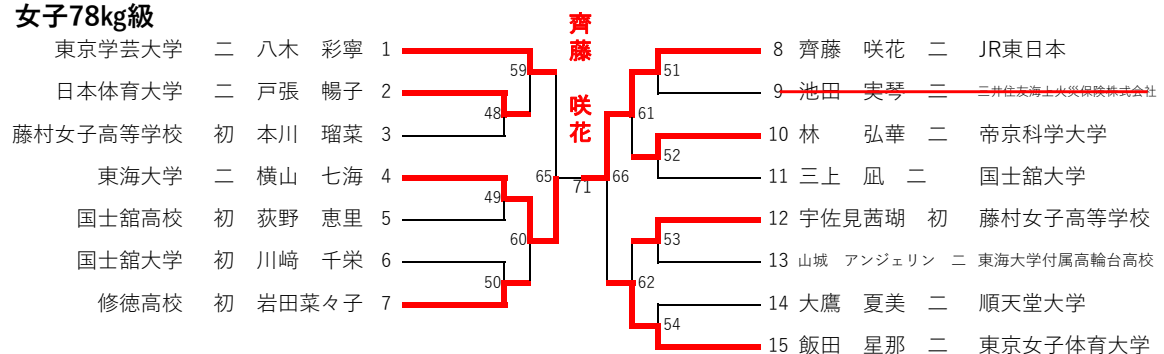 女子78kg級
齊藤 咲花
東京学芸大学 二 八木 彩寧 1
日本体育大学 二 戸張 暢子 2
藤村女子高等学校 初 本川 瑠菜 3
東海大学 二 横山 七海 4
国士舘高校 初 荻野 恵里 5
国士舘大学 初 川﨑 千栄 6
修徳高校 初 岩田菜々子 7
59
48
49
60
50
65
71
66
51
61
52
53
62
54
8 齊藤 咲花 二 JR東日本
9 池田 実琴 二 三井住友海上火災保険株式会社
10 林 弘華 二 帝京科学大学
11 三上 凪 二 国士舘大学
12 宇佐見茜瑚 初 藤村女子高等学校
13 山城 アンジェリン 二 東海大学付属高輪台高校
14 大鷹 夏美 二 順天堂大学
15 飯田 星那 二 東京女子体育大学